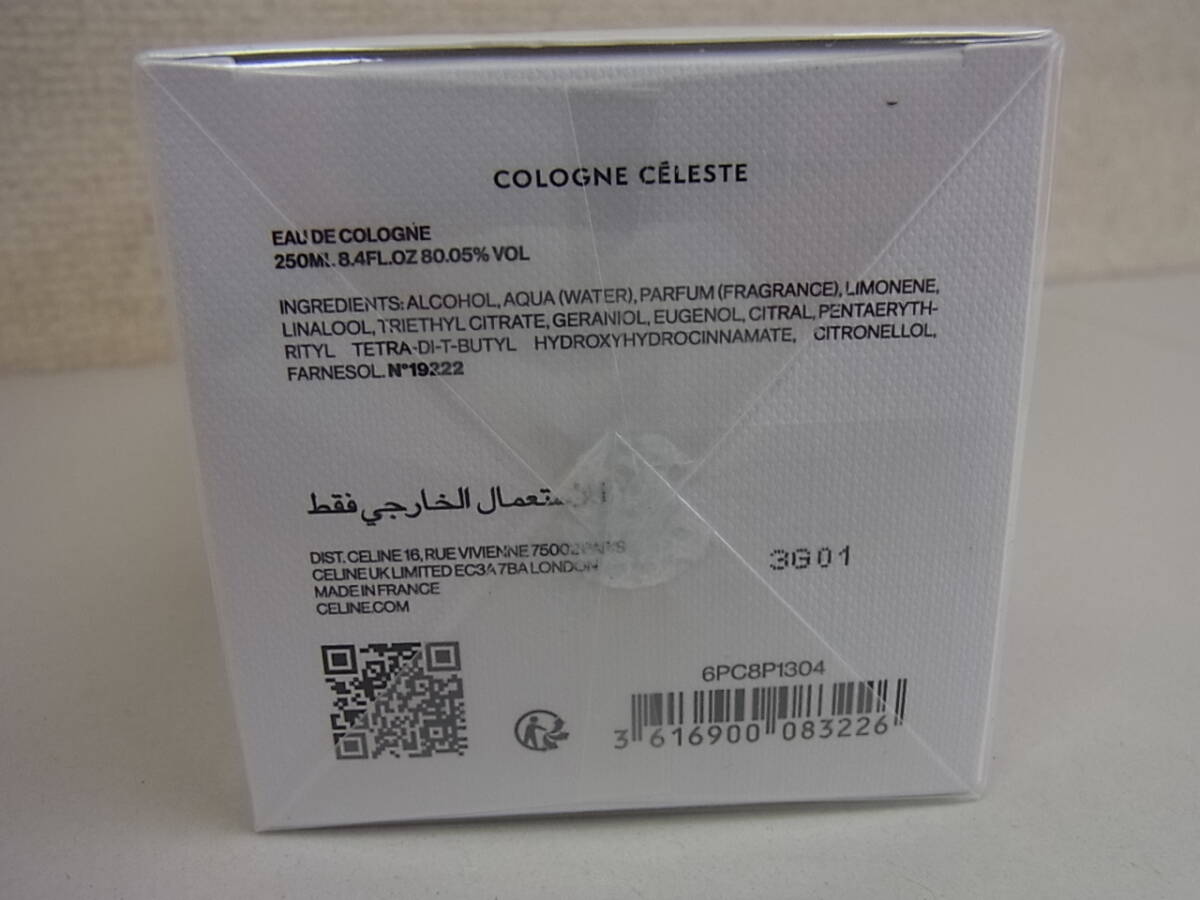 COLOGNE CÉLESTE
EAU DE COLOGNE
250ML 8.4FL.OZ 80.05% VOL
INGREDIENTS: ALCOHOL, AQUA (WATER), PARFUM (FRAGRANCE), LIMONENE,
LINALOOL, TRIETHYL CITRATE, GERANIOL, EUGENOL, CITRAL, PENTAERYTH-
RITYL TETRA-DI-T-BUTYL HYDROXYHYDROCINNAMATE, CITRONELLOL,
FARNESOL. N°19222
للإستعمال الخارجي فقط
DIST. CELINE 16, RUE VIVIENNE 75002 PARIS
CELINE UK LIMITED EC3A 7BA LONDON
MADE IN FRANCE
CELINE.COM
3G01
6PC8P1304
3 616900 083226